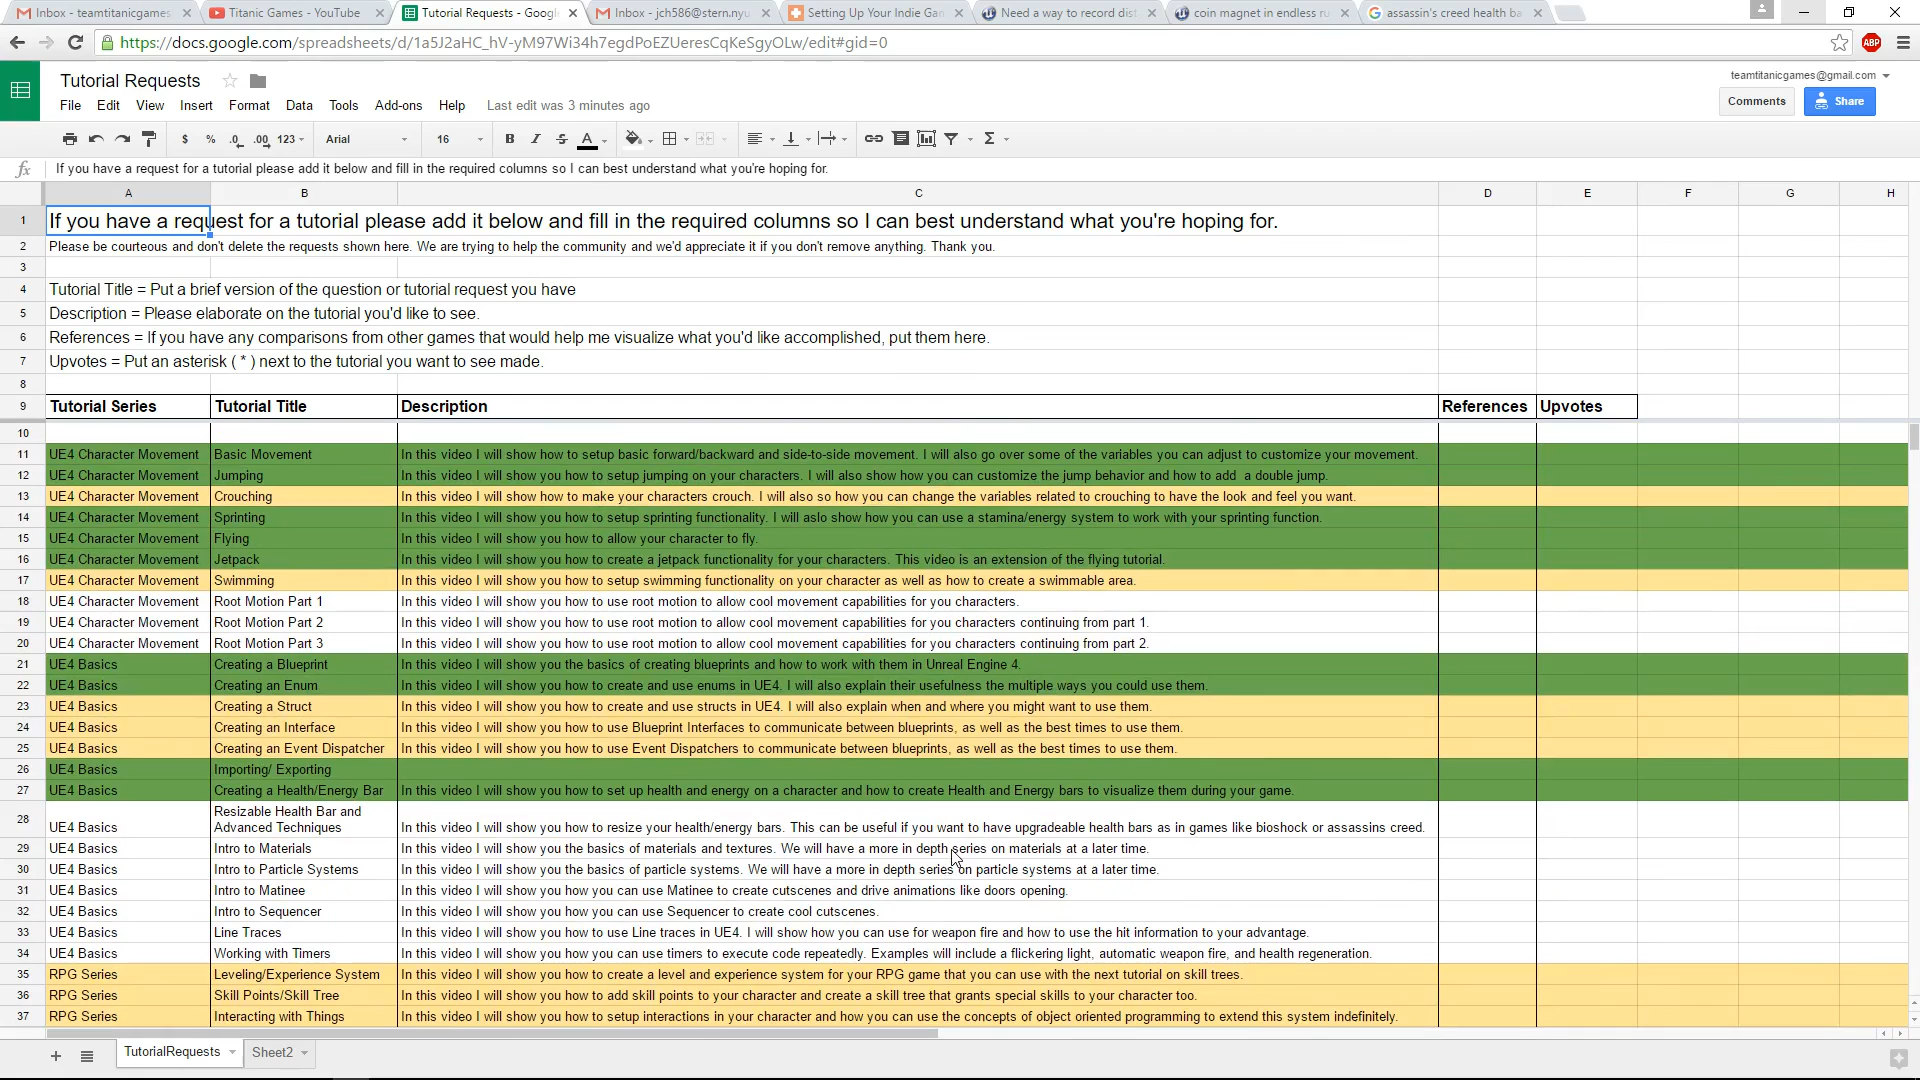 Inbox - teamtitanicgames
Titanic Games - YouTube
Tutorial Requests - Google
Inbox - jch586@stern.nyu
Setting Up Your Indie Gam
Need a way to record dist
coin magnet in endless ru
assassin's creed health ba
https://docs.google.com/spreadsheets/d/1a5J2aHC_hV-yM97Wi34h7egdPoEZUeresCqKeSgyOLw/edit#gid=0
ABP
Tutorial Requests
teamtitanicgames@gmail.com
File Edit View Insert Format Data Tools Add-ons Help Last edit was 3 minutes ago
Comments Share
$ % .0 .00 123 Arial 16 B I S A Σ
fx If you have a request for a tutorial please add it below and fill in the required columns so I can best understand what you're hoping for.
A B C D E F G H
1 If you have a request for a tutorial please add it below and fill in the required columns so I can best understand what you're hoping for.
2 Please be courteous and don't delete the requests shown here. We are trying to help the community and we'd appreciate it if you don't remove anything. Thank you.
3
4 Tutorial Title = Put a brief version of the question or tutorial request you have
5 Description = Please elaborate on the tutorial you'd like to see.
6 References = If you have any comparisons from other games that would help me visualize what you'd like accomplished, put them here.
7 Upvotes = Put an asterisk ( * ) next to the tutorial you want to see made.
8
9 Tutorial Series Tutorial Title Description References Upvotes
10
11 UE4 Character Movement Basic Movement In this video I will show how to setup basic forward/backward and side-to-side movement. I will also go over some of the variables you can adjust to customize your movement.
12 UE4 Character Movement Jumping In this video I will show you how to setup jumping on your characters. I will also show how you can customize the jump behavior and how to add a double jump.
13 UE4 Character Movement Crouching In this video I will show how to make your characters crouch. I will also so how you can change the variables related to crouching to have the look and feel you want.
14 UE4 Character Movement Sprinting In this video I will show you how to setup sprinting functionality. I will aslo show how you can use a stamina/energy system to work with your sprinting function.
15 UE4 Character Movement Flying In this video I will show you how to allow your character to fly.
16 UE4 Character Movement Jetpack In this video I will show you how to create a jetpack functionality for your characters. This video is an extension of the flying tutorial.
17 UE4 Character Movement Swimming In this video I will show you how to setup swimming functionality on your character as well as how to create a swimmable area.
18 UE4 Character Movement Root Motion Part 1 In this video I will show you how to use root motion to allow cool movement capabilities for you characters.
19 UE4 Character Movement Root Motion Part 2 In this video I will show you how to use root motion to allow cool movement capabilities for you characters continuing from part 1.
20 UE4 Character Movement Root Motion Part 3 In this video I will show you how to use root motion to allow cool movement capabilities for you characters continuing from part 2.
21 UE4 Basics Creating a Blueprint In this video I will show you the basics of creating blueprints and how to work with them in Unreal Engine 4.
22 UE4 Basics Creating an Enum In this video I will show you how to create and use enums in UE4. I will also explain their usefulness the multiple ways you could use them.
23 UE4 Basics Creating a Struct In this video I will show you how to create and use structs in UE4. I will also explain when and where you might want to use them.
24 UE4 Basics Creating an Interface In this video I will show you how to use Blueprint Interfaces to communicate between blueprints, as well as the best times to use them.
25 UE4 Basics Creating an Event Dispatcher In this video I will show you how to use Event Dispatchers to communicate between blueprints, as well as the best times to use them.
26 UE4 Basics Importing/ Exporting
27 UE4 Basics Creating a Health/Energy Bar In this video I will show you how to set up health and energy on a character and how to create Health and Energy bars to visualize them during your game.
Resizable Health Bar and
28 UE4 Basics Advanced Techniques In this video I will show you how to resize your health/energy bars. This can be useful if you want to have upgradeable health bars as in games like bioshock or assassins creed.
29 UE4 Basics Intro to Materials In this video I will show you the basics of materials and textures. We will have a more in depth series on materials at a later time.
30 UE4 Basics Intro to Particle Systems In this video I will show you the basics of particle systems. We will have a more in depth series on particle systems at a later time.
31 UE4 Basics Intro to Matinee In this video I will show you how you can use Matinee to create cutscenes and drive animations like doors opening.
32 UE4 Basics Intro to Sequencer In this video I will show you how you can use Sequencer to create cool cutscenes.
33 UE4 Basics Line Traces In this video I will show you how to use Line traces in UE4. I will show how you can use for weapon fire and how to use the hit information to your advantage.
34 UE4 Basics Working with Timers In this video I will show you how you can use timers to execute code repeatedly. Examples will include a flickering light, automatic weapon fire, and health regeneration.
35 RPG Series Leveling/Experience System In this video I will show you how to create a level and experience system for your RPG game that you can use with the next tutorial on skill trees.
36 RPG Series Skill Points/Skill Tree In this video I will show you how to add skill points to your character and create a skill tree that grants special skills to your character too.
37 RPG Series Interacting with Things In this video I will show you how to setup interactions in your character and how you can use the concepts of object oriented programming to extend this system indefinitely.
TutorialRequests Sheet2